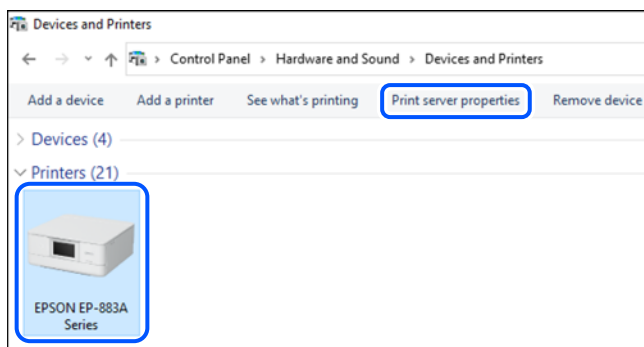 Devices and Printers
Control Panel > Hardware and Sound > Devices and Printers
Add a device Add a printer See what's printing Print server properties Remove device
Devices (4)
Printers (21)
EPSON EP-883A
Series